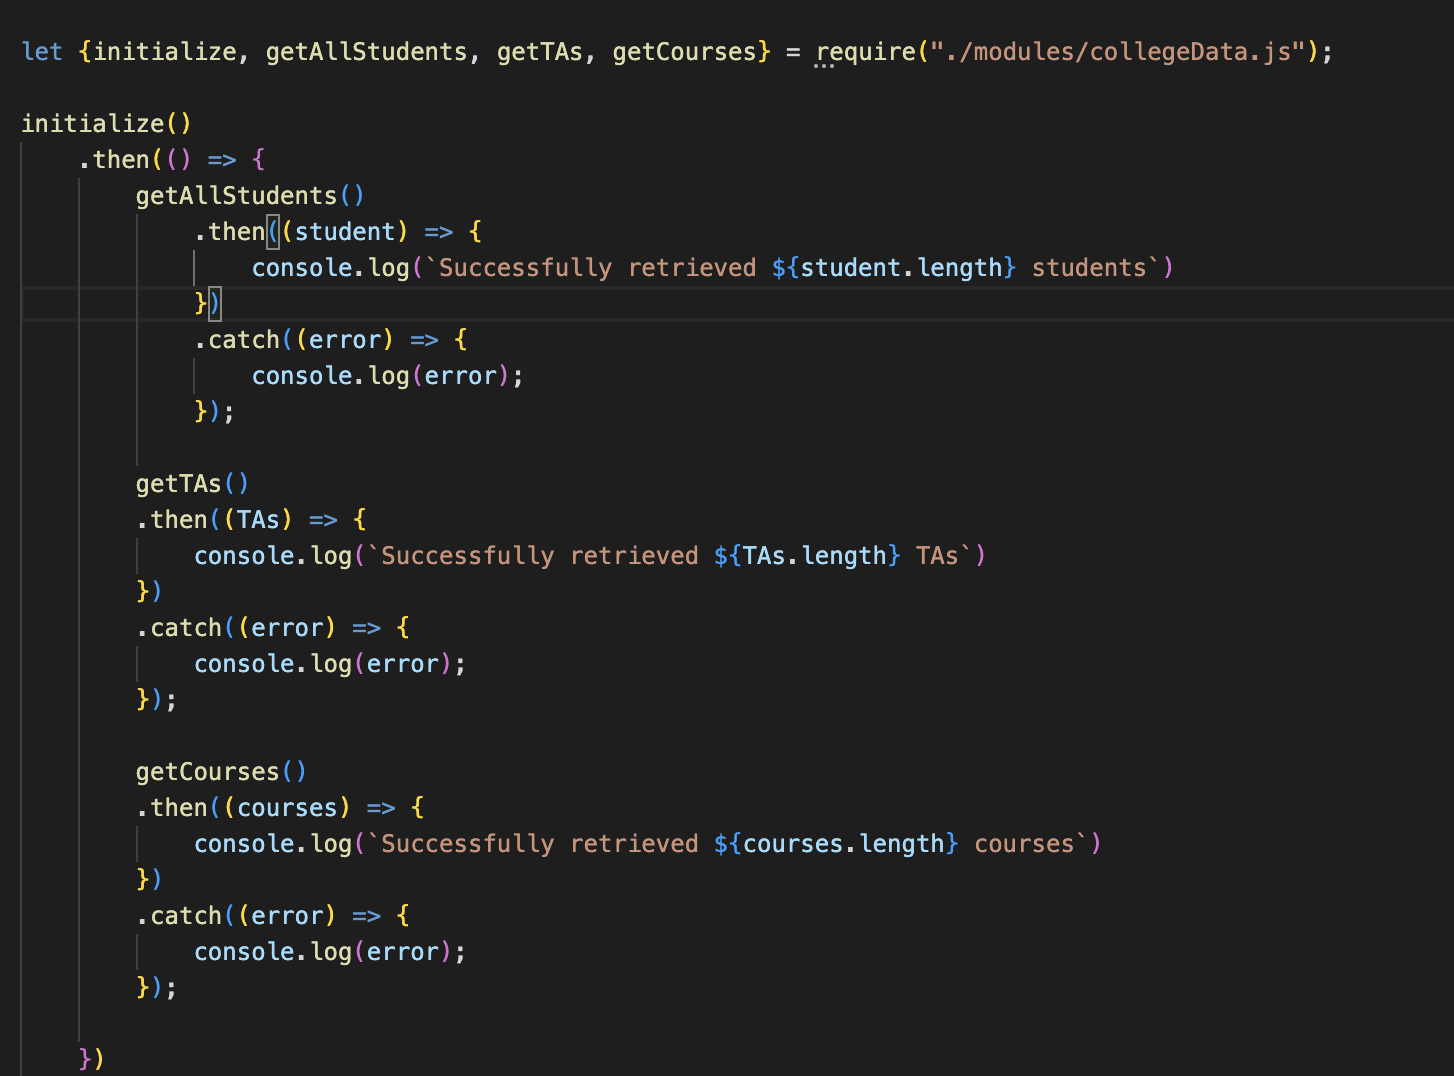 let {initialize, getAllStudents, getTAs, getCourses} = require("./modules/collegeData.js");
initialize()
.then(() => {
getAllStudents()
.then((student) => {
console.log(`Successfully retrieved ${student.length} students`)
})
.catch((error) => {
console.log(error);
});
getTAs()
.then((TAs) => {
console.log(`Successfully retrieved ${TAs.length} TAs`)
})
.catch((error) => {
console.log(error);
});
getCourses()
.then((courses) => {
console.log(`Successfully retrieved ${courses.length} courses`)
})
.catch((error) => {
console.log(error);
});
})